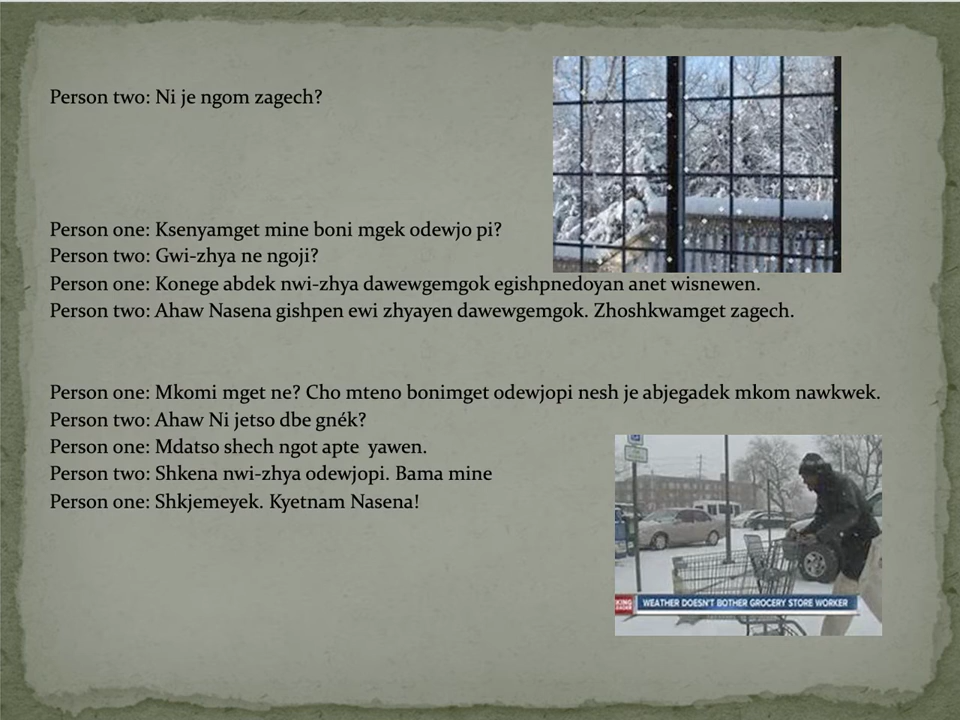 Person two: Ni je ngom zagech?
Person one: Ksenyamget mine boni mgek odewjo pi?
Person two: Gwi-zhya ne ngoji?
Person one: Konege abdek nwi-zhya dawewgemgok egishpnedoyan anet wisnewen.
Person two: Ahaw Nasena gishpen ewi zhyayen dawewgemgok. Zhoshkwamget zagech.
Person one: Mkomi mget ne? Cho mteno bonimget odewjopi nesh je abjegadek mkom nawkwek.
Person two: Ahaw Ni jetso dbe gnék?
Person one: Mdatso shech ngot apte  yawen.
Person two: Shkena nwi-zhya odewjopi. Bama mine
Person one: Shkjemeyek. Kyetnam Nasena!
WEATHER DOESN'T BOTHER GROCERY STORE WORKER